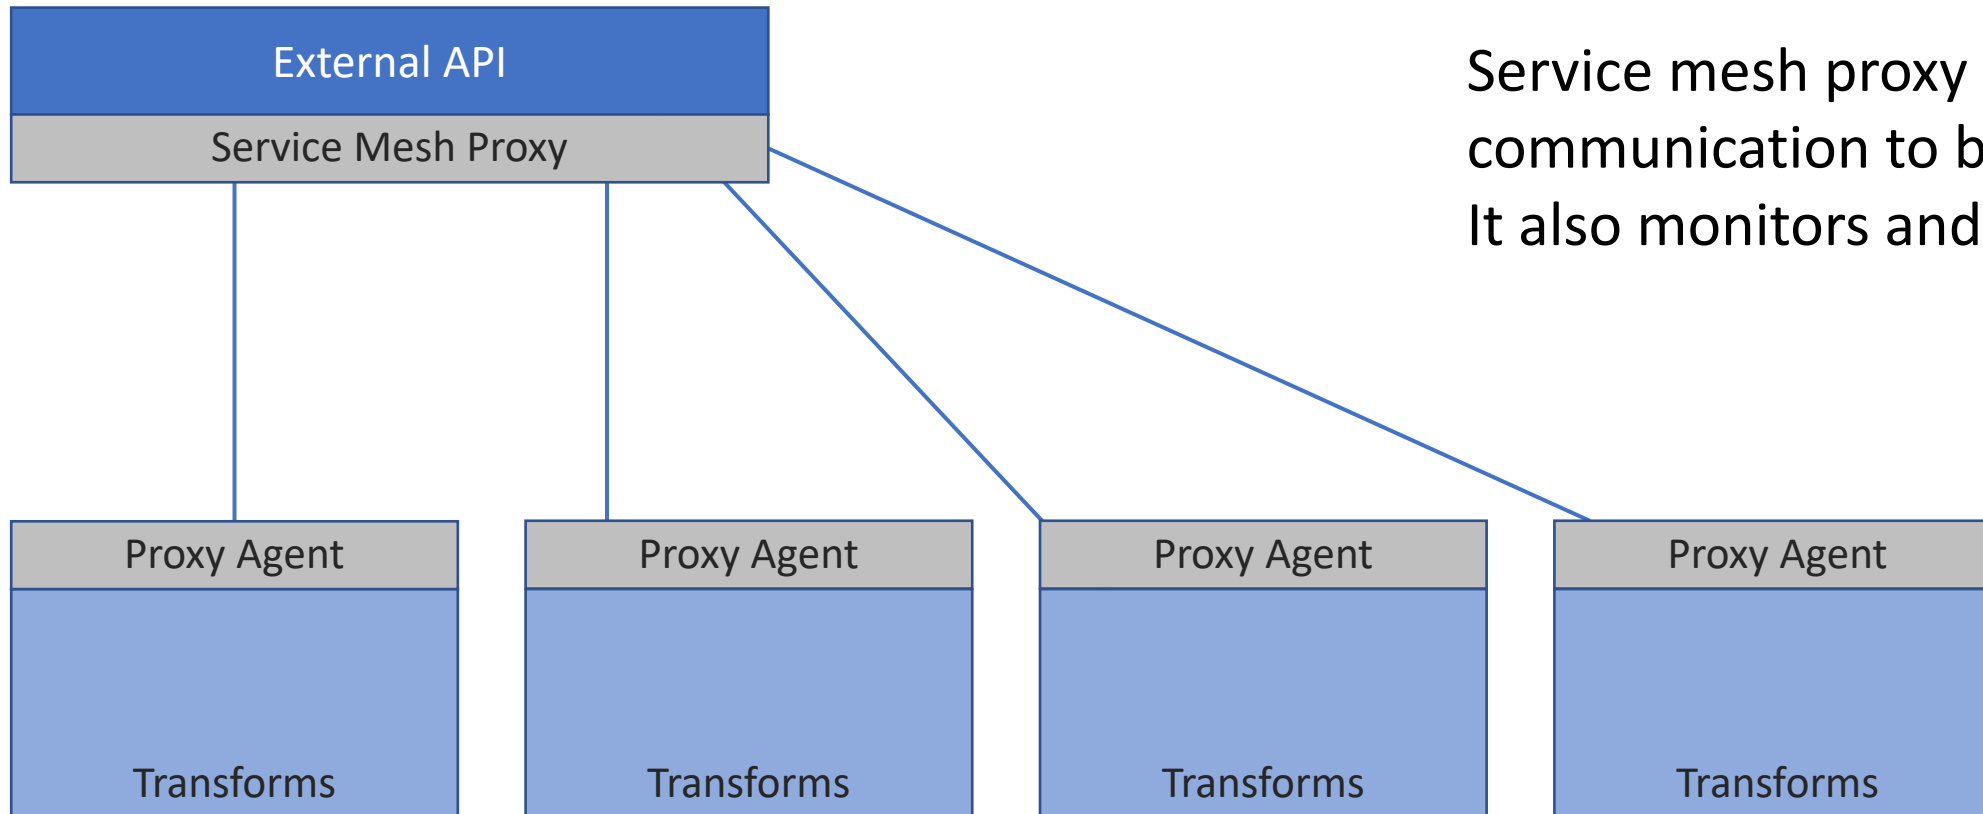 External API
Service Mesh Proxy
Service mesh proxy
communication to b
It also monitors and
Proxy Agent
Proxy Agent
Proxy Agent
Proxy Agent
Transforms
Transforms
Transforms
Transforms